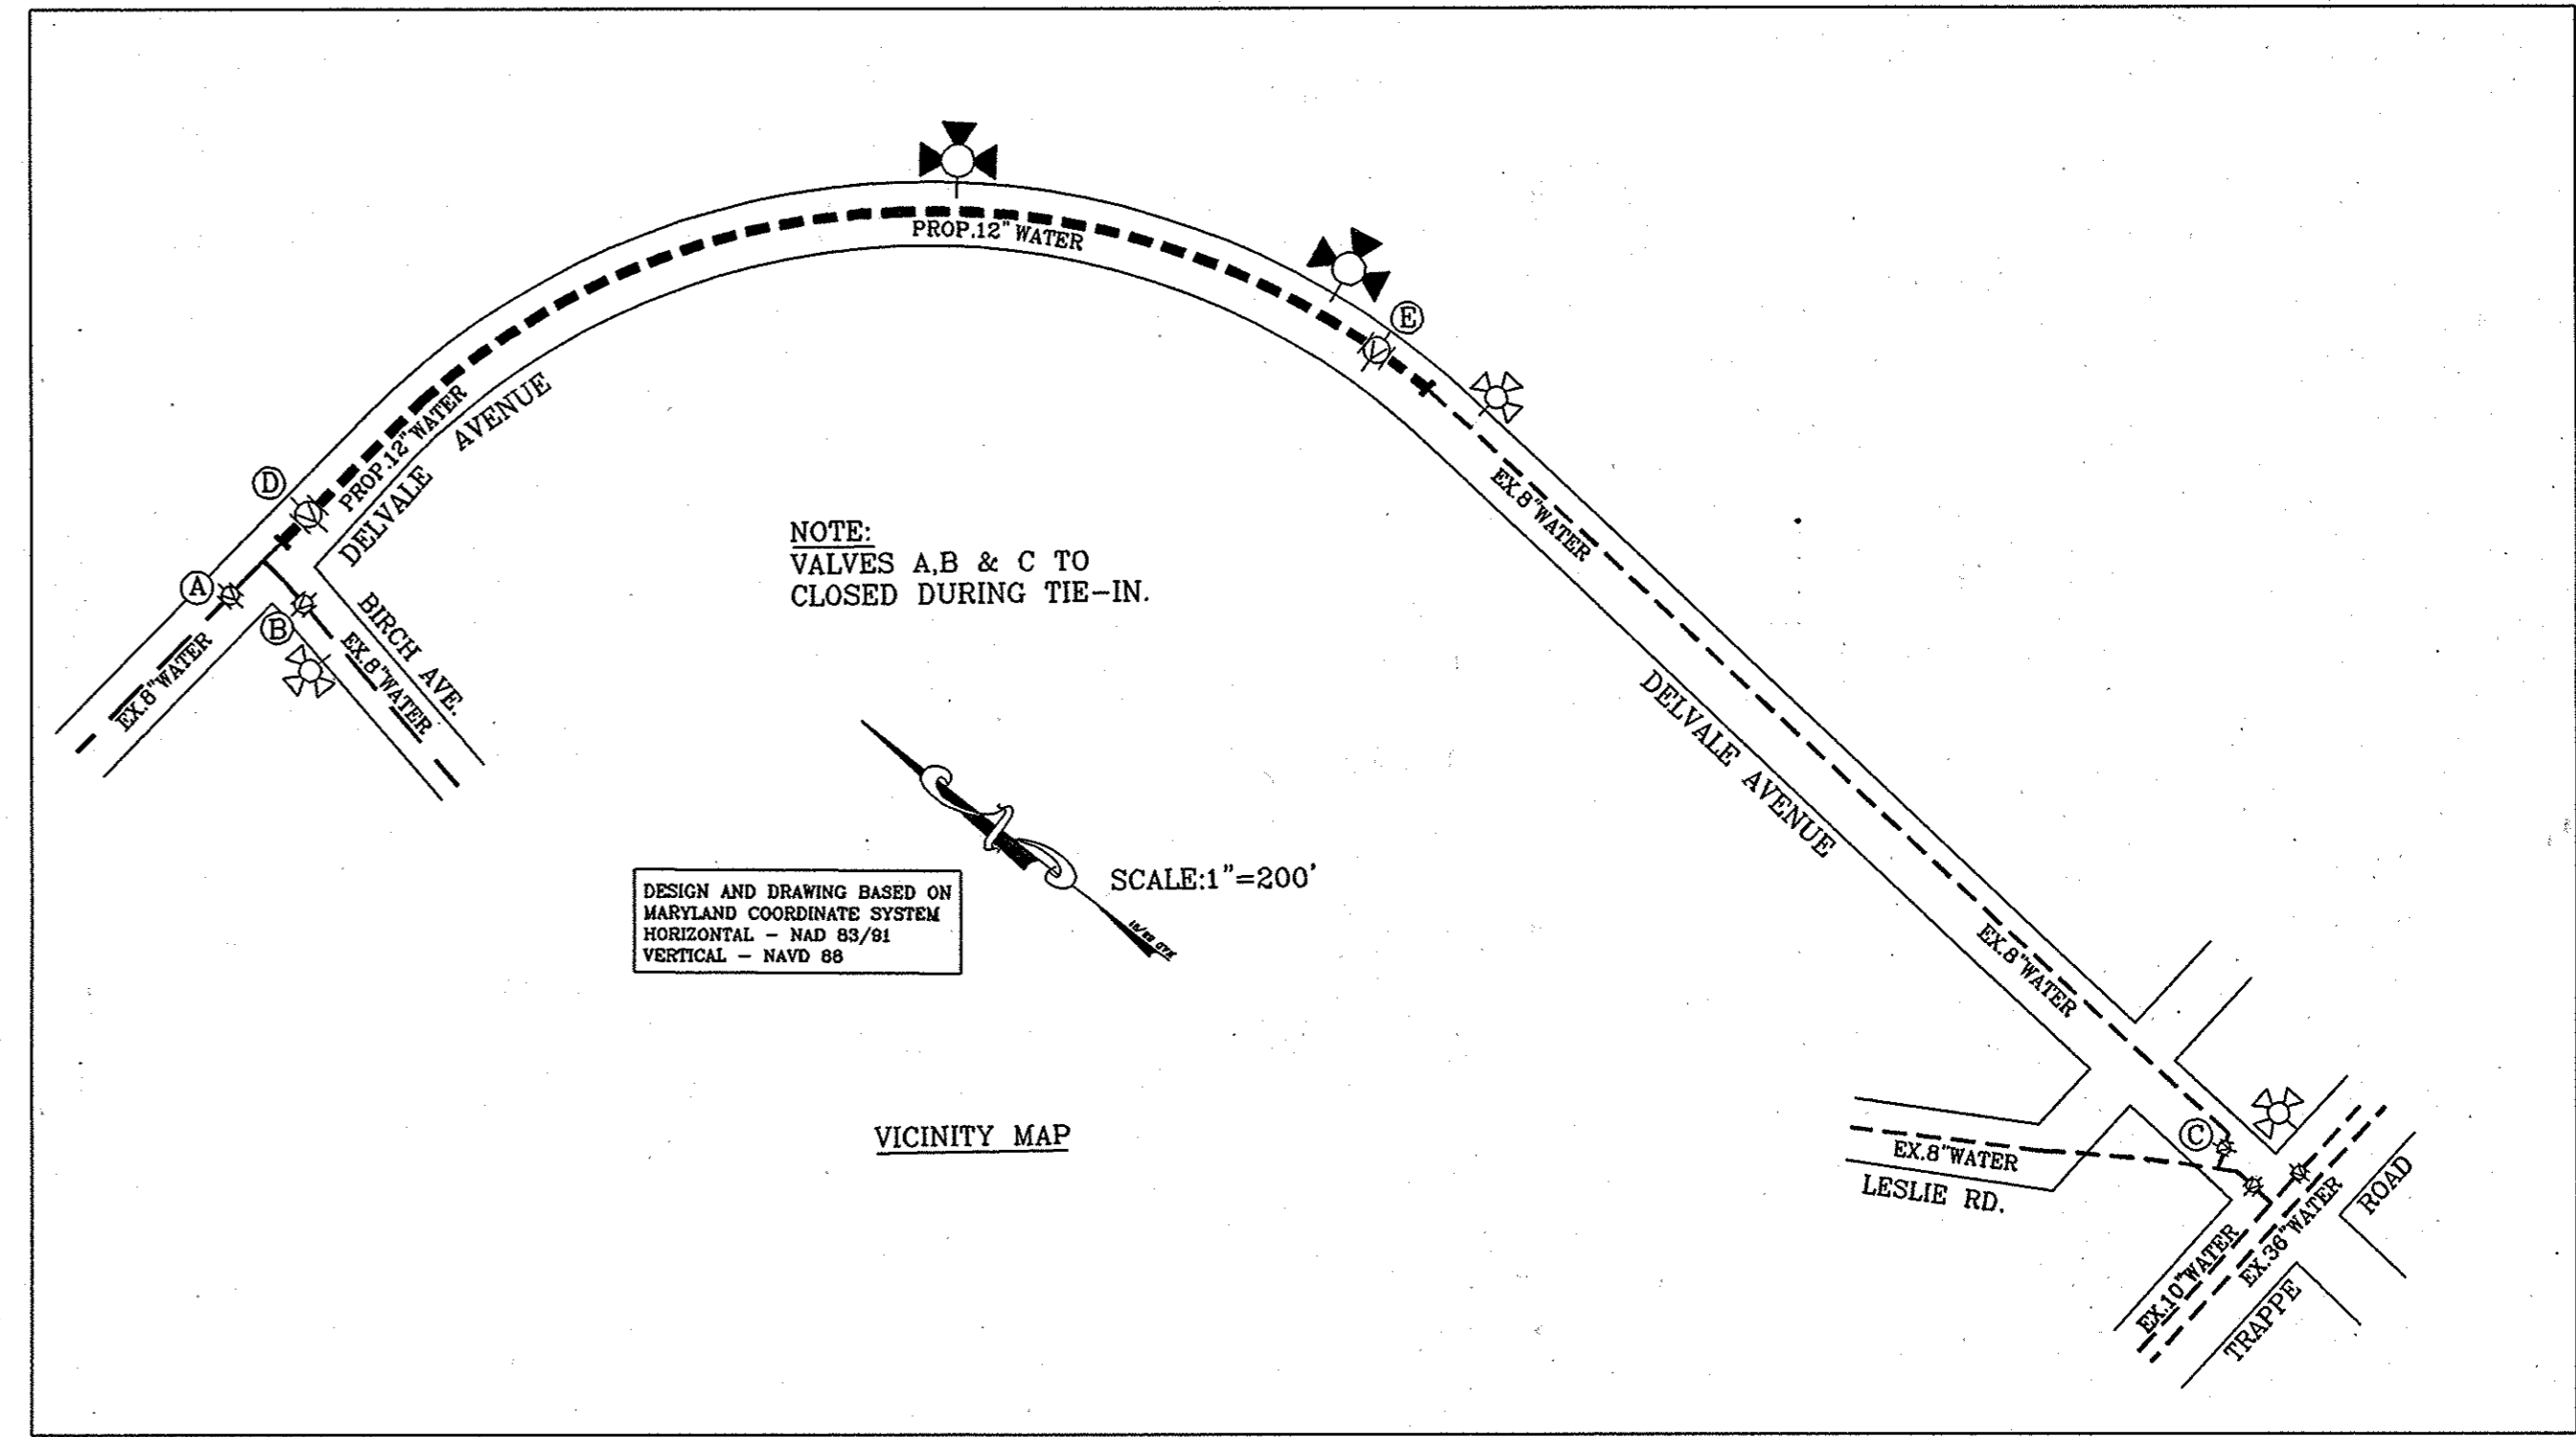 PROP.12" WATER
E
D
PROP.12" WATER
DELVALE AVENUE
A
B
EX.8"WATER
BIRCH AVE.
EX.8"WATER
NOTE:
VALVES A,B & C TO
CLOSED DURING TIE-IN.
EX.8"WATER
DELVALE AVENUE
SCALE:1"=200'
DESIGN AND DRAWING BASED ON
MARYLAND COORDINATE SYSTEM
HORIZONTAL - NAD 83/91
VERTICAL - NAVD 88
EX.8"WATER
VICINITY MAP
C
EX.8"WATER
LESLIE RD.
EX.10"WATER
EX.36"WATER
TRAPPE ROAD